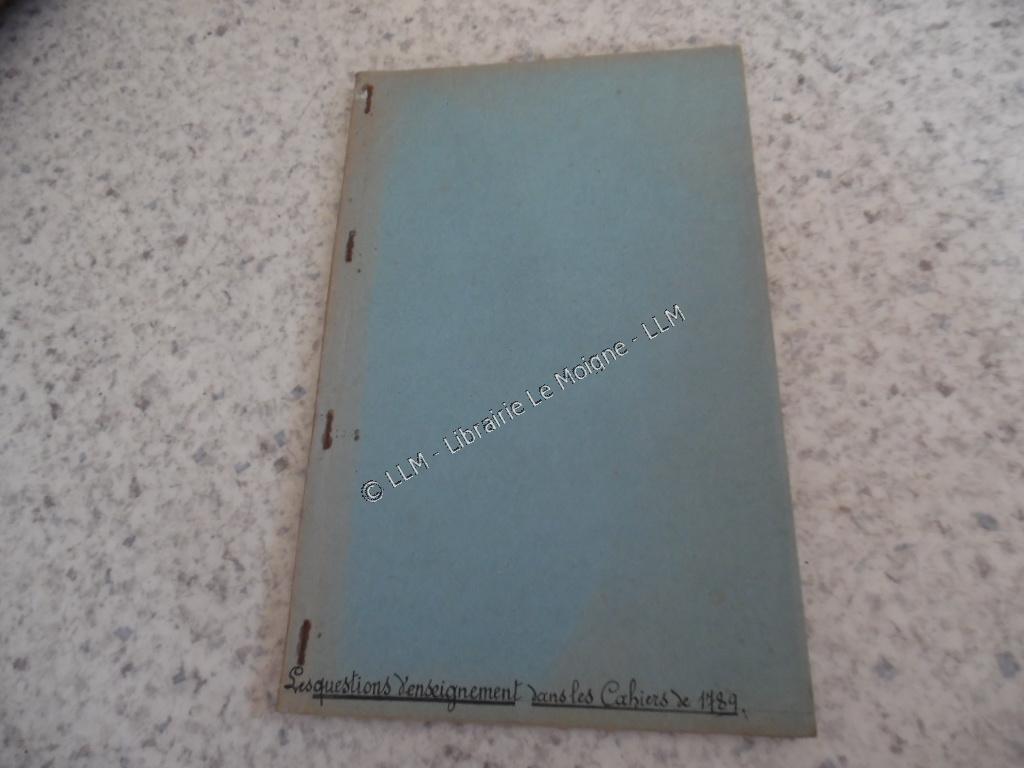 © LLM - Librairie Le Moigne - LLM
Les questions d'enseignement dans les Cahiers de 1789.